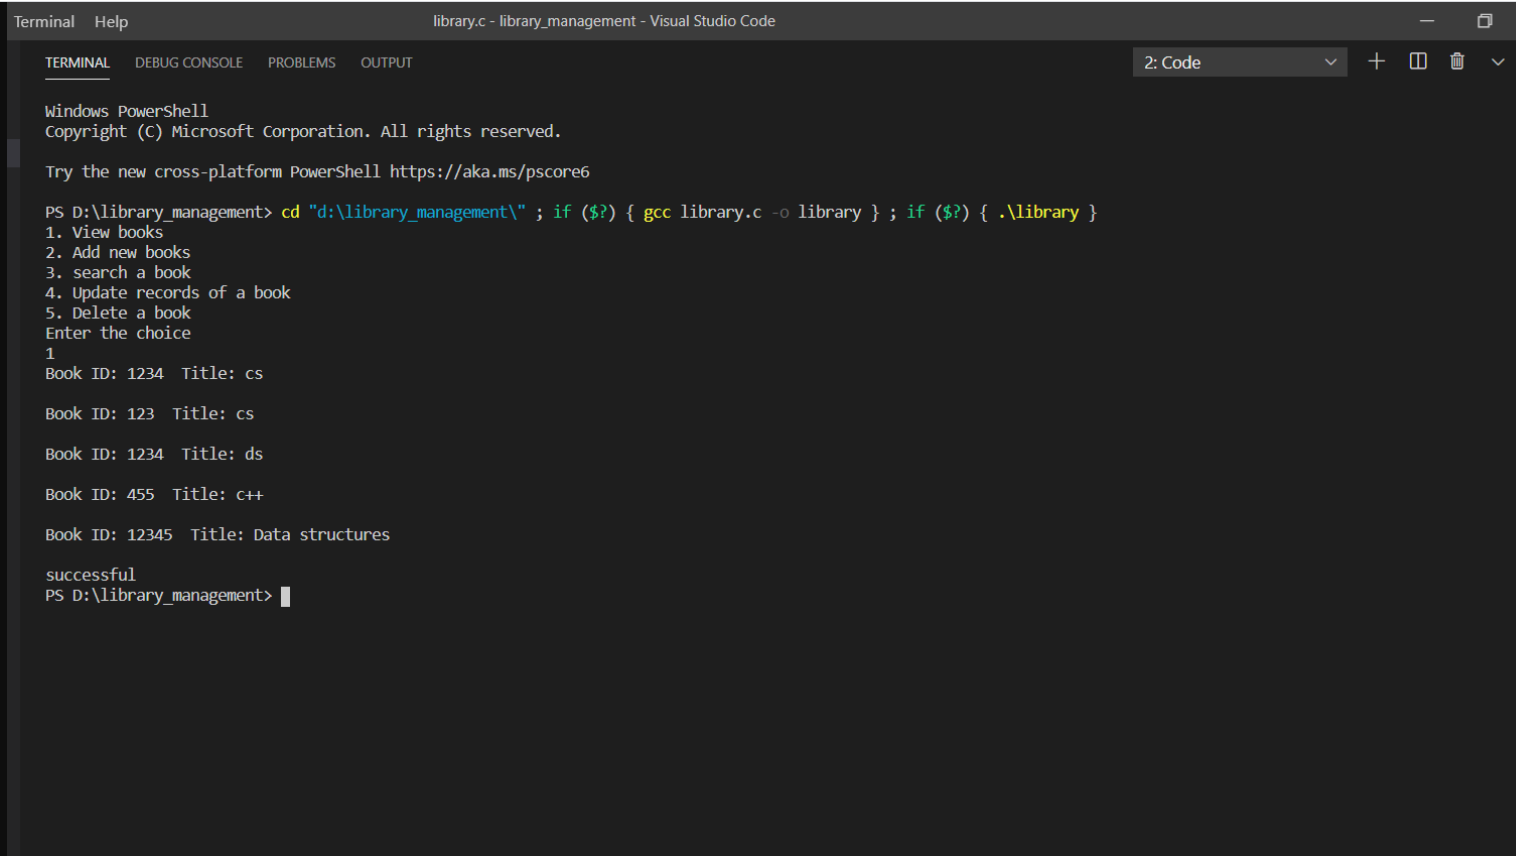 Terminal Help library.c - library_management - Visual Studio Code
TERMINAL DEBUG CONSOLE PROBLEMS OUTPUT 2: Code
Windows PowerShell
Copyright (C) Microsoft Corporation. All rights reserved.
Try the new cross-platform PowerShell https://aka.ms/pscore6
PS D:\library_management> cd "d:\library_management\" ; if ($?) { gcc library.c -o library } ; if ($?) { .\library }
1. View books
2. Add new books
3. search a book
4. Update records of a book
5. Delete a book
Enter the choice
1
Book ID: 1234  Title: cs
Book ID: 123  Title: cs
Book ID: 1234  Title: ds
Book ID: 455  Title: c++
Book ID: 12345  Title: Data structures
successful
PS D:\library_management>